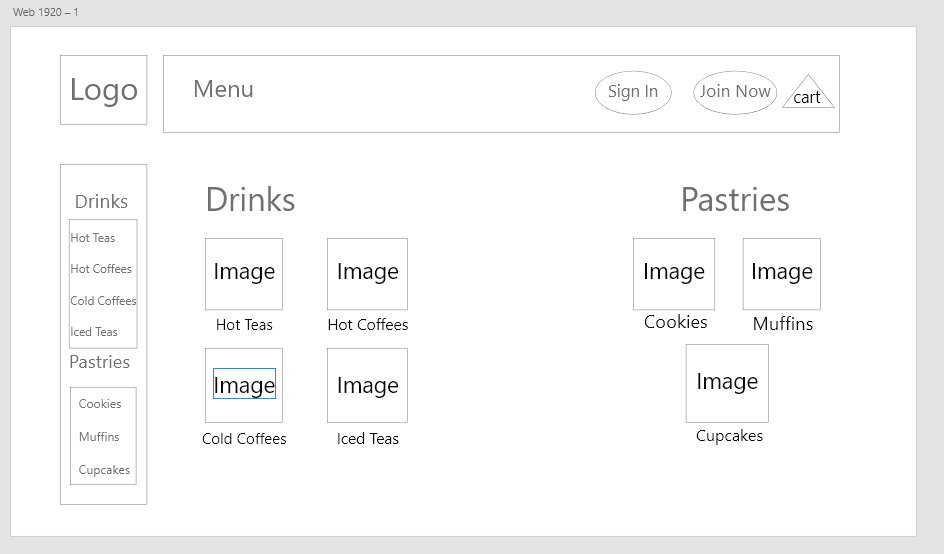 Web 1920 – 1
Logo
Menu
Sign In
Join Now
cart
Drinks
Hot Teas
Hot Coffees
Cold Coffees
Iced Teas
Pastries
Cookies
Muffins
Cupcakes
Drinks
Image
Image
Hot Teas
Hot Coffees
Image
Image
Cold Coffees
Iced Teas
Pastries
Image
Image
Cookies
Muffins
Image
Cupcakes